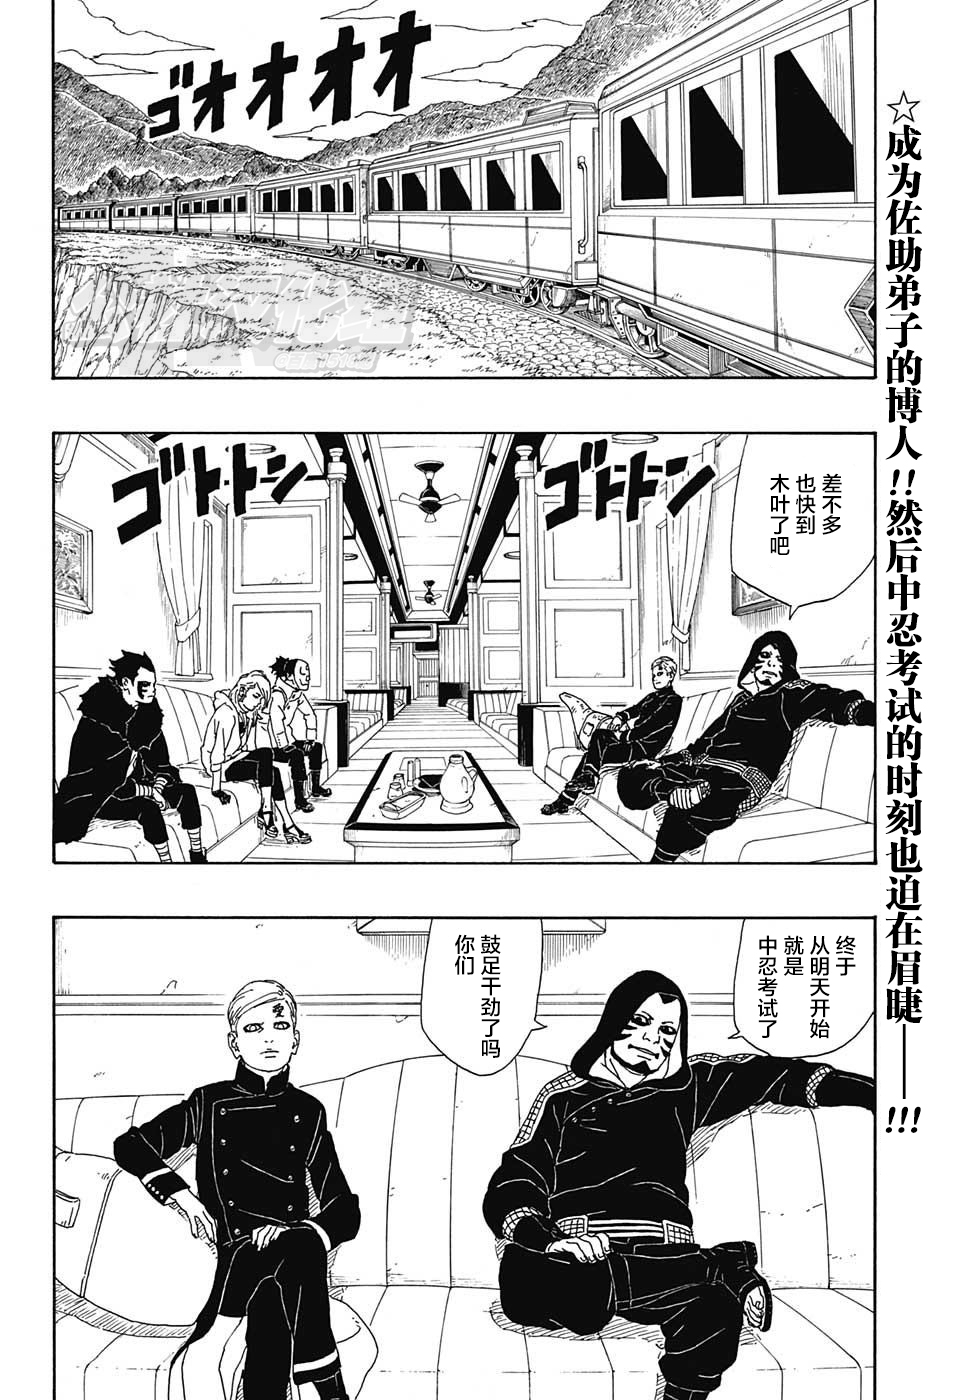 ☆成为佐助弟子的博人!!然后中忍考试的时刻也迫在眉睫——!!!
ゴオオオオ
差不多
也快到
木叶了吧
ゴトトン
ゴトトトン
终于
从明天开始
就是
中忍考试了
鼓足干劲了吗
你们